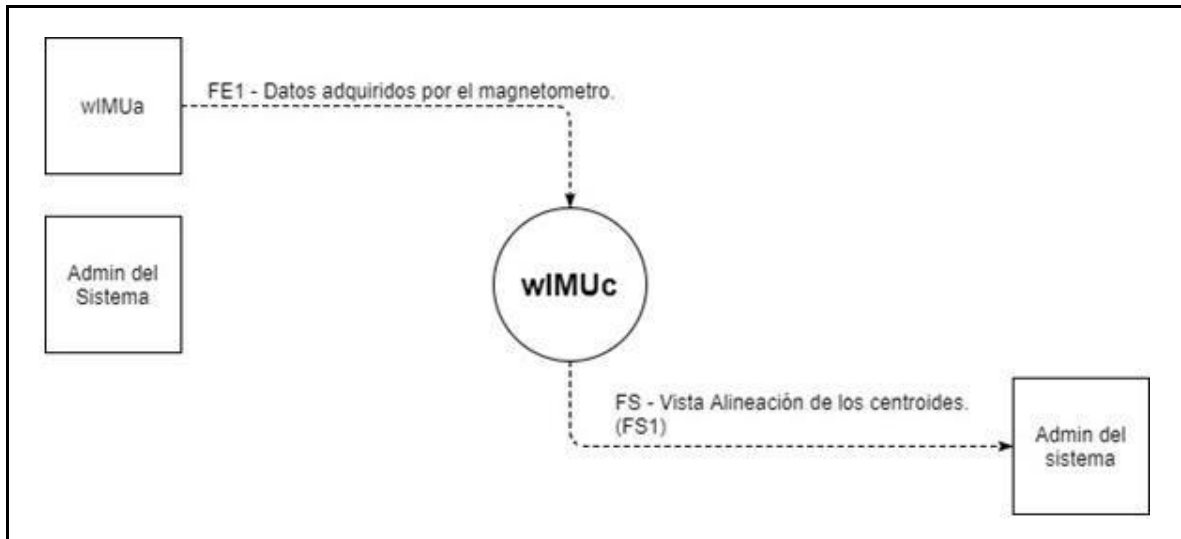 wIMUa
FE1 - Datos adquiridos por el magnetometro.
Admin del
Sistema
wIMUc
FS - Vista Alineación de los centroides.
(FS1)
Admin del
sistema